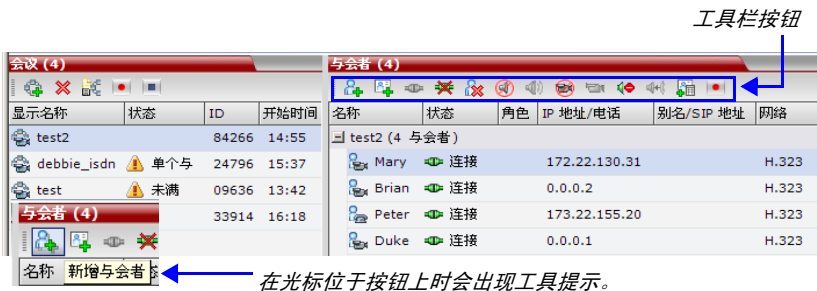 工具栏按钮
会议 (4)
与会者 (4)
显示名称 状态 ID 开始时间
名称 状态 角色 IP 地址/电话 别名/SIP 地址 网络
test2 84266 14:55
test2 (4 与会者)
debbie_isdn 单个与 24796 15:37
Mary 连接 172.22.130.31 H.323
test 未满 09636 13:42
Brian 连接 0.0.0.2 H.323
33914 16:18
Peter 连接 173.22.155.20 H.323
Duke 连接 0.0.0.1 H.323
与会者 (4)
名称 新增与会者
在光标位于按钮上时会出现工具提示。